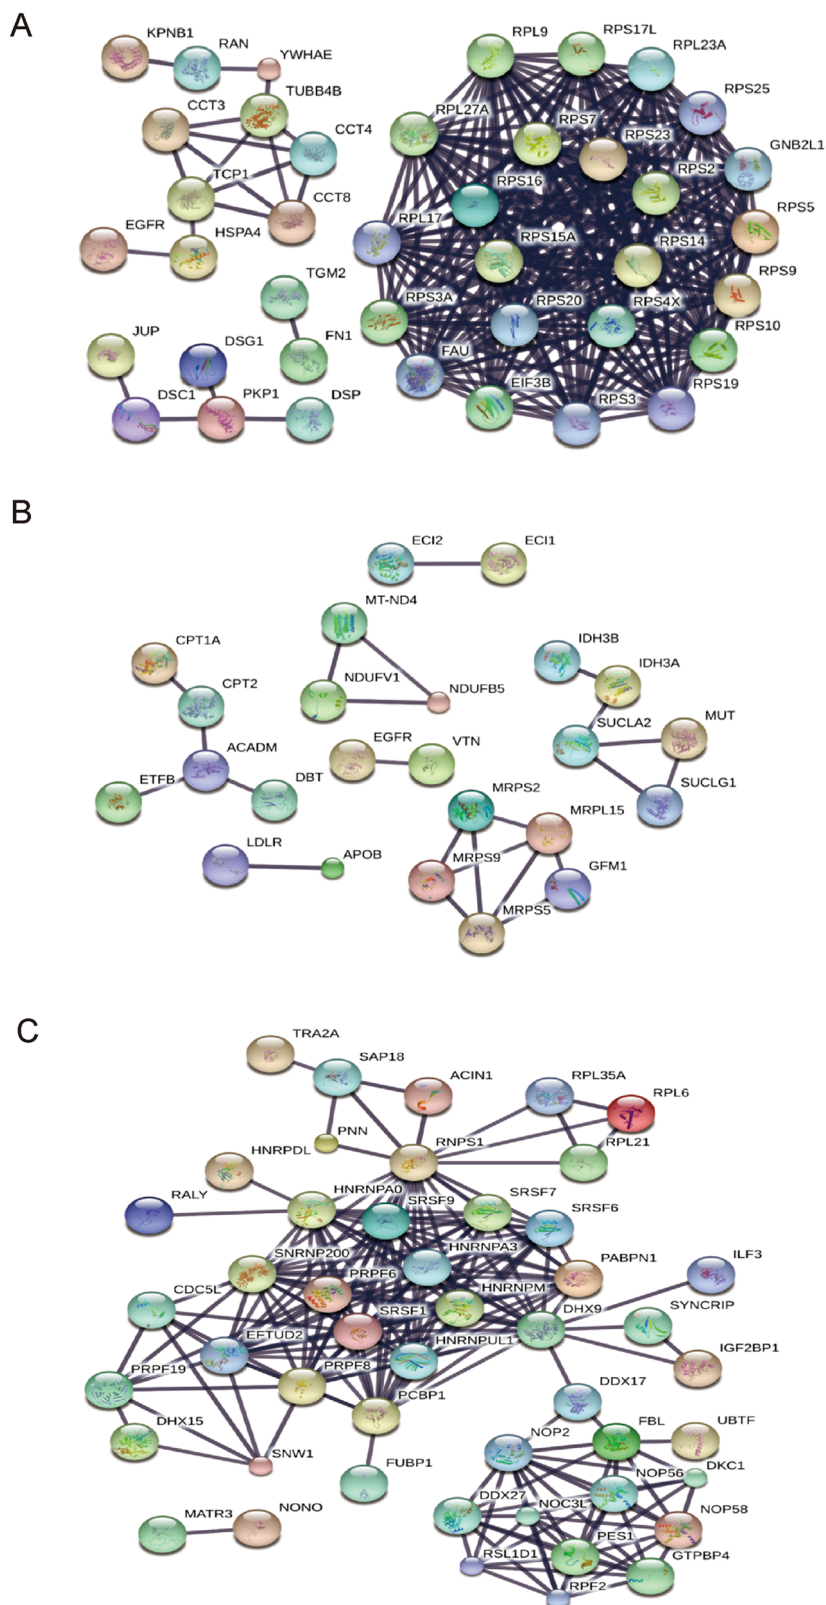 A
KPNB1
RAN
YWHAE
TUBB4B
CCT3
CCT4
TCP1
CCT8
EGFR
HSPA4
TGM2
FN1
JUP
DSG1
DSC1
PKP1
DSP
RPL9
RPS17L
RPL23A
RPS25
RPL27A
RPS7
RPS23
GNB2L1
RPS2
RPS16
RPS5
RPL17
RPS15A
RPS14
RPS9
RPS3A
RPS20
RPS4X
RPS10
FAU
EIF3B
RPS3
RPS19
B
ECI2
ECI1
MT-ND4
CPT1A
IDH3B
IDH3A
CPT2
NDUFV1
NDUFB5
SUCLA2
MUT
ACADM
EGFR
VTN
ETFB
DBT
SUCLG1
MRPS2
MRPL15
LDLR
APOB
MRPS9
GFM1
MRPS5
C
TRA2A
SAP18
ACIN1
RPL35A
RPL6
PNN
RNPS1
RPL21
HNRPDL
RALY
HNRNPA0
SRSF9
SRSF7
SRSF6
SNRNP200
HNRNPA3
PABPN1
ILF3
CDC5L
PRPF6
HNRNPM
SRSF1
DHX9
SYNCRIP
EFTUD2
HNRNPUL1
IGF2BP1
PRPF19
PRPF8
PCBP1
DDX17
DHX15
SNW1
FUBP1
NOP2
FBL
UBTF
NOP56
DKC1
DDX27
NOC3L
NOP58
MATR3
NONO
PES1
RSL1D1
GTPBP4
RPF2